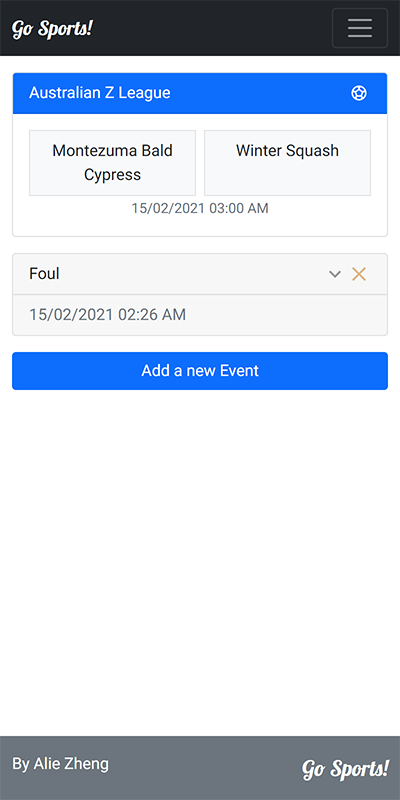 Go Sports!
Australian Z League
Montezuma Bald
Cypress
Winter Squash
15/02/2021 03:00 AM
Foul
15/02/2021 02:26 AM
Add a new Event
By Alie Zheng
Go Sports!